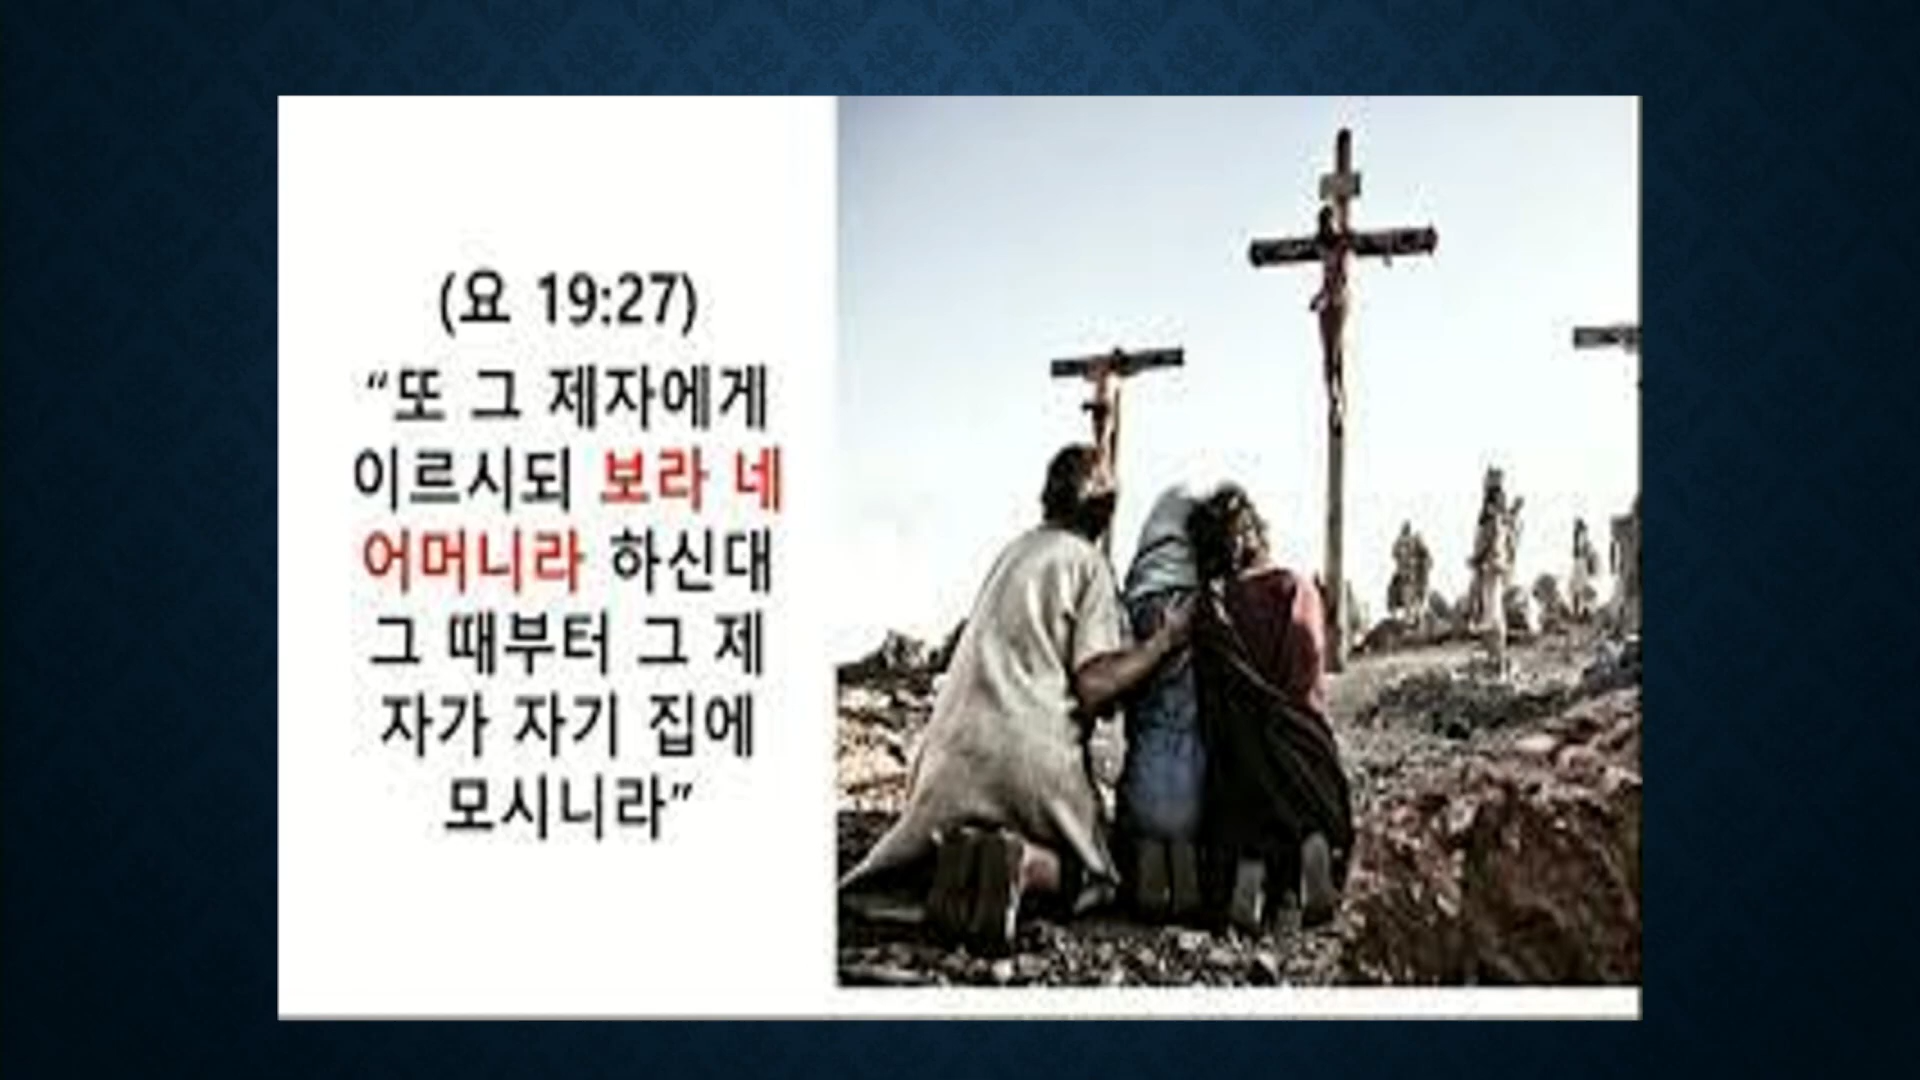 (요 19:27)
“또 그 제자에게
이르시되 보라 네
어머니라 하신대
그 때부터 그 제
자가 자기 집에
모시니라”